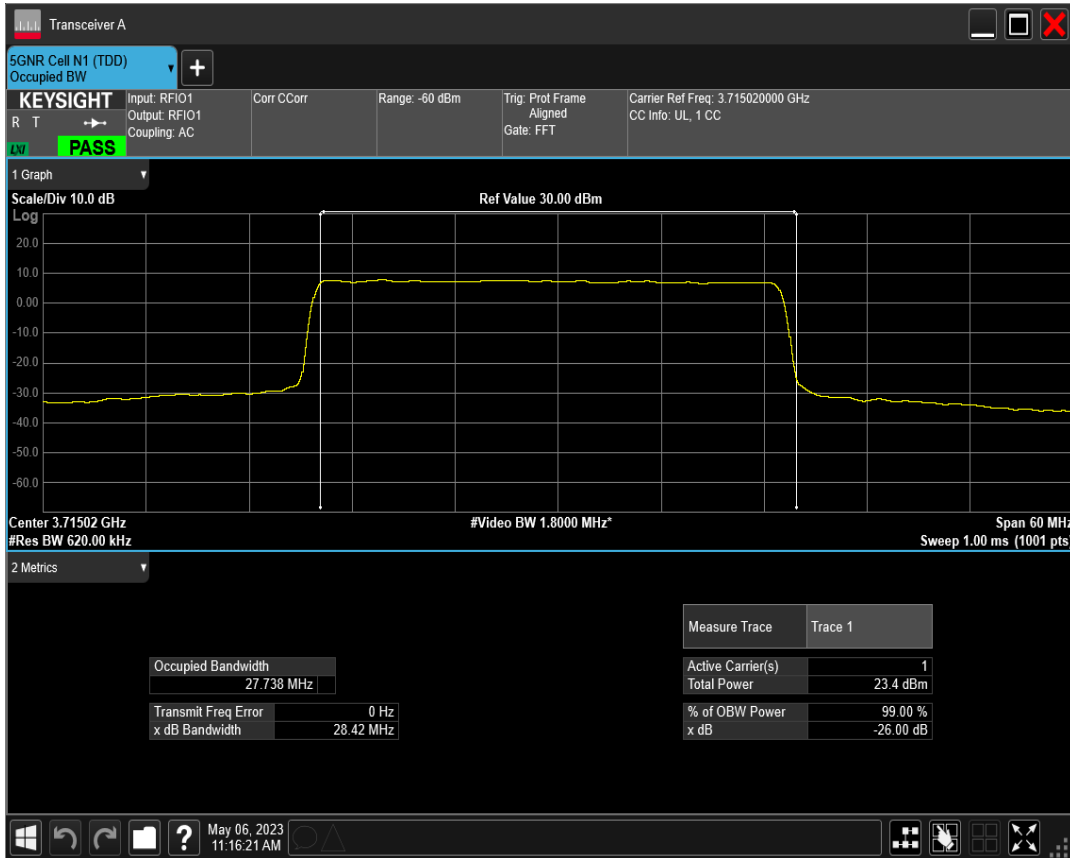 Transceiver A
5GNR Cell N1 (TDD)
Occupied BW
+
KEYSIGHT
R T
LXI
PASS
Input: RFIO1
Output: RFIO1
Coupling: AC
Corr CCorr
Range: -60 dBm
Trig: Prot Frame
Aligned
Gate: FFT
Carrier Ref Freq: 3.715020000 GHz
CC Info: UL, 1 CC
1 Graph
Scale/Div 10.0 dB
Ref Value 30.00 dBm
Log
20.0
10.0
0.00
-10.0
-20.0
-30.0
-40.0
-50.0
-60.0
Center 3.71502 GHz
#Video BW 1.8000 MHz*
Span 60 MHz
#Res BW 620.00 kHz
Sweep 1.00 ms (1001 pts)
2 Metrics
Measure Trace Trace 1
Occupied Bandwidth
27.738 MHz
Active Carrier(s) 1
Total Power 23.4 dBm
Transmit Freq Error 0 Hz
x dB Bandwidth 28.42 MHz
% of OBW Power 99.00 %
x dB -26.00 dB
?
May 06, 2023
11:16:21 AM